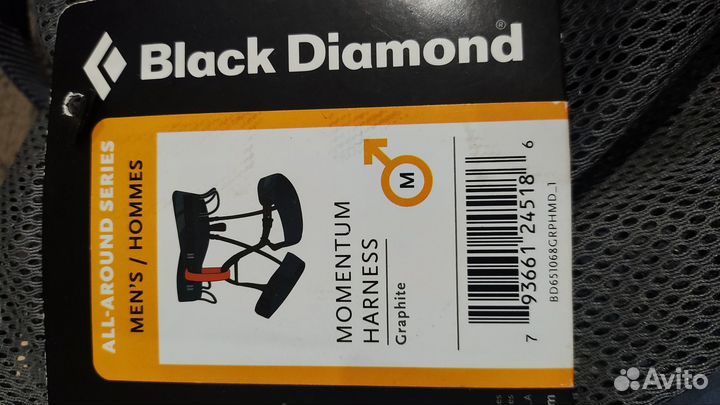 Black Diamond®
ALL-AROUND SERIES
MEN'S / HOMMES
MOMENTUM
HARNESS
Graphite
M
7 93661 24518 6
BD651068GRPHMD_1
Avito